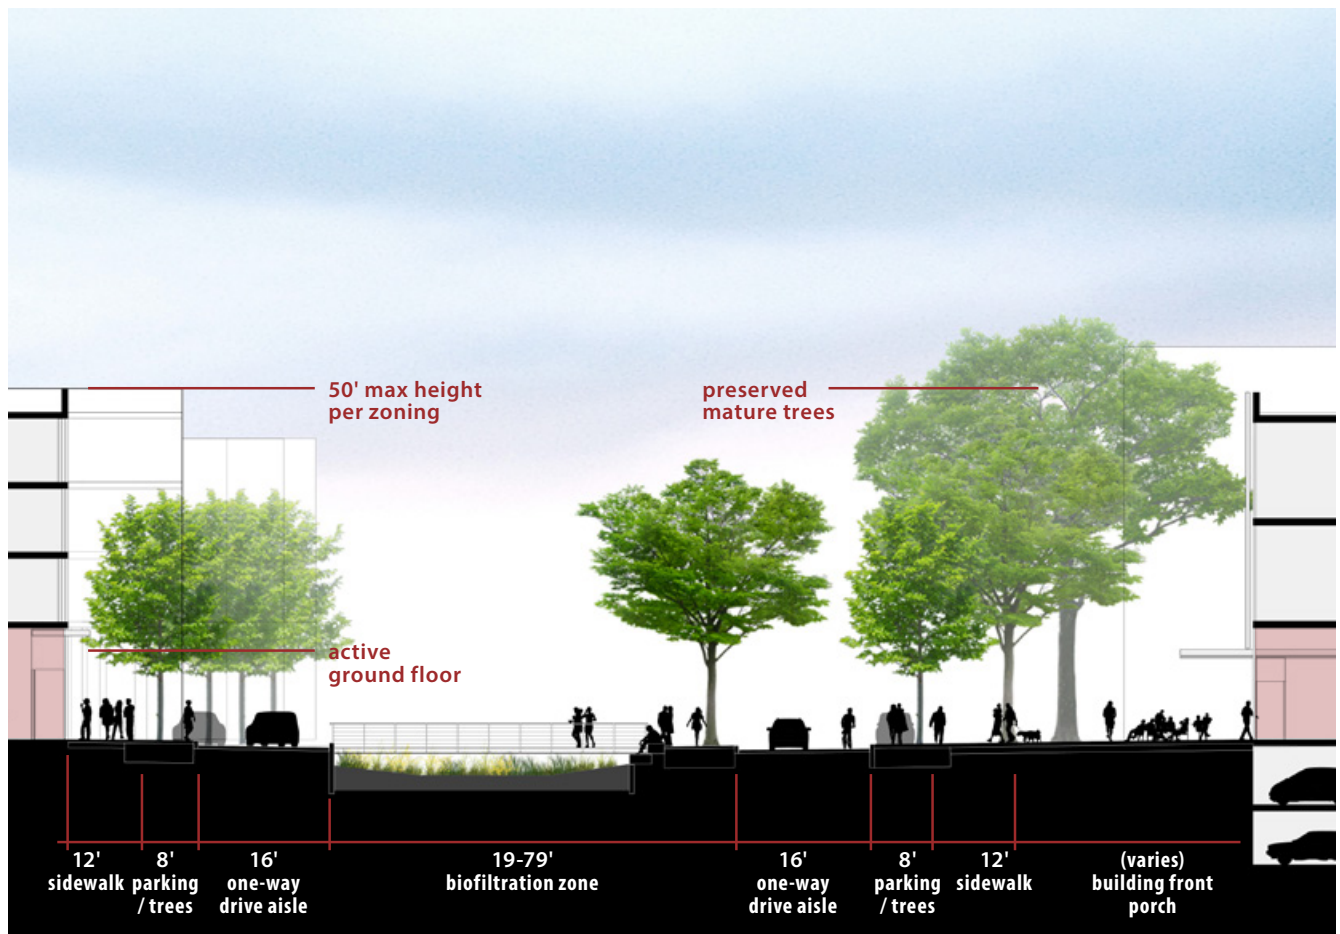 50' max height
per zoning
preserved
mature trees
active
ground floor
12'
sidewalk
8'
parking
/ trees
16'
one-way
drive aisle
19-79'
biofiltration zone
16'
one-way
drive aisle
8'
parking
/ trees
12'
sidewalk
(varies)
building front
porch